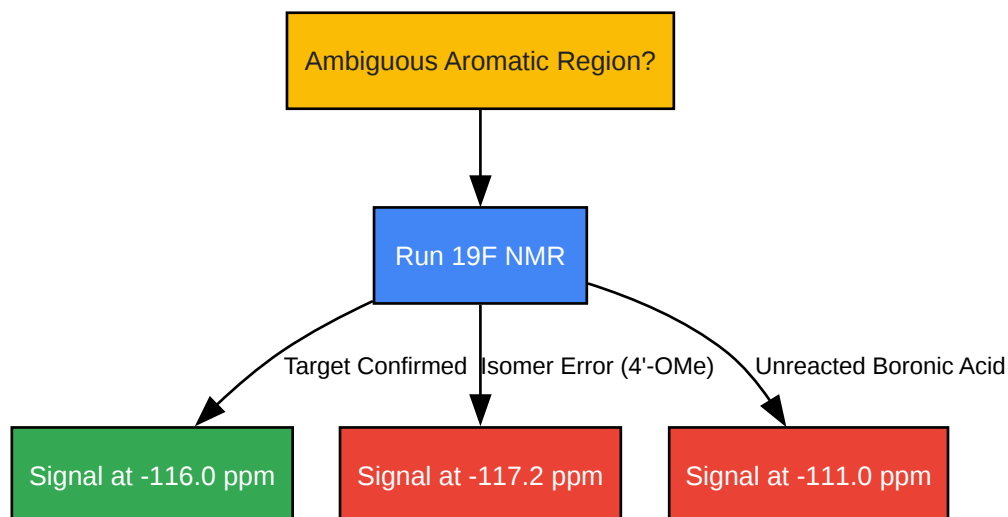 Ambiguous Aromatic Region?
Run 19F NMR
Target Confirmed
Isomer Error (4'-OMe)
Unreacted Boronic Acid
Signal at -116.0 ppm
Signal at -117.2 ppm
Signal at -111.0 ppm